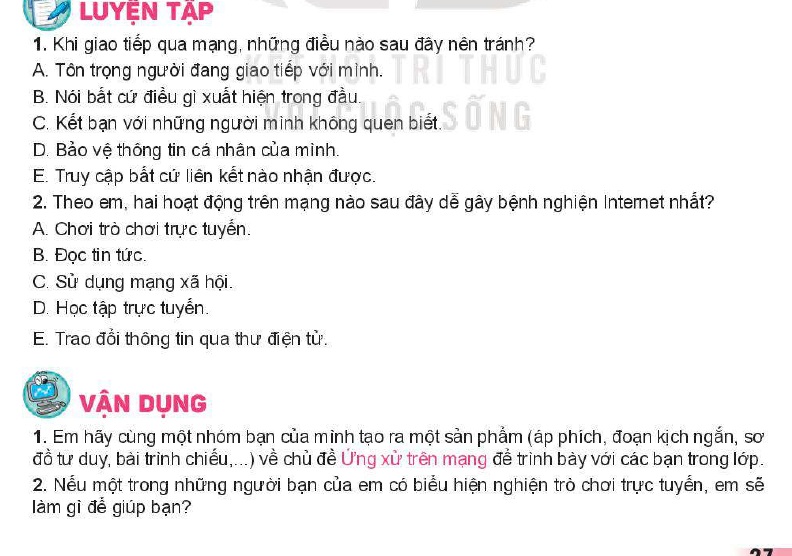 LUYỆN TẬP
1. Khi giao tiếp qua mạng, những điều nào sau đây nên tránh?
A. Tôn trọng người đang giao tiếp với mình.
B. Nói bất cứ điều gì xuất hiện trong đầu.
C. Kết bạn với những người mình không quen biết.
D. Bảo vệ thông tin cá nhân của mình.
E. Truy cập bất cứ liên kết nào nhận được.
2. Theo em, hai hoạt động trên mạng nào sau đây dễ gây bệnh nghiện Internet nhất?
A. Chơi trò chơi trực tuyến.
B. Đọc tin tức.
C. Sử dụng mạng xã hội.
D. Học tập trực tuyến.
E. Trao đổi thông tin qua thư điện tử.
VẬN DỤNG
1. Em hãy cùng một nhóm bạn của mình tạo ra một sản phẩm (áp phích, đoạn kịch ngắn, sơ
đồ tư duy, bài trình chiếu,...) về chủ đề Ứng xử trên mạng để trình bày với các bạn trong lớp.
2. Nếu một trong những người bạn của em có biểu hiện nghiện trò chơi trực tuyến, em sẽ
làm gì để giúp bạn?
KẾT NỐI TRI THỨC
VỚI CUỘC SỐNG
27